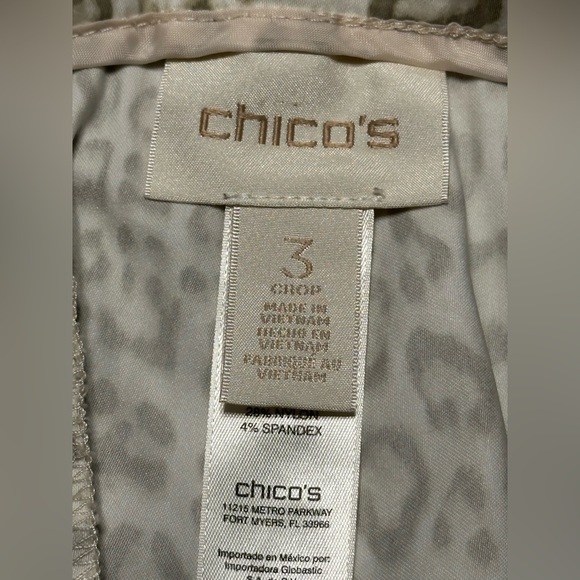 chico's
3
CROP
MADE IN
VIETNAM
HECHO EN
VIETNAM
FABRIQUÉ AU
VIETNAM
NYLON
4% SPANDEX
chico's
11215 METRO PARKWAY
FORT MYERS, FL 33966
Importado en México por:
Importadora Globastic